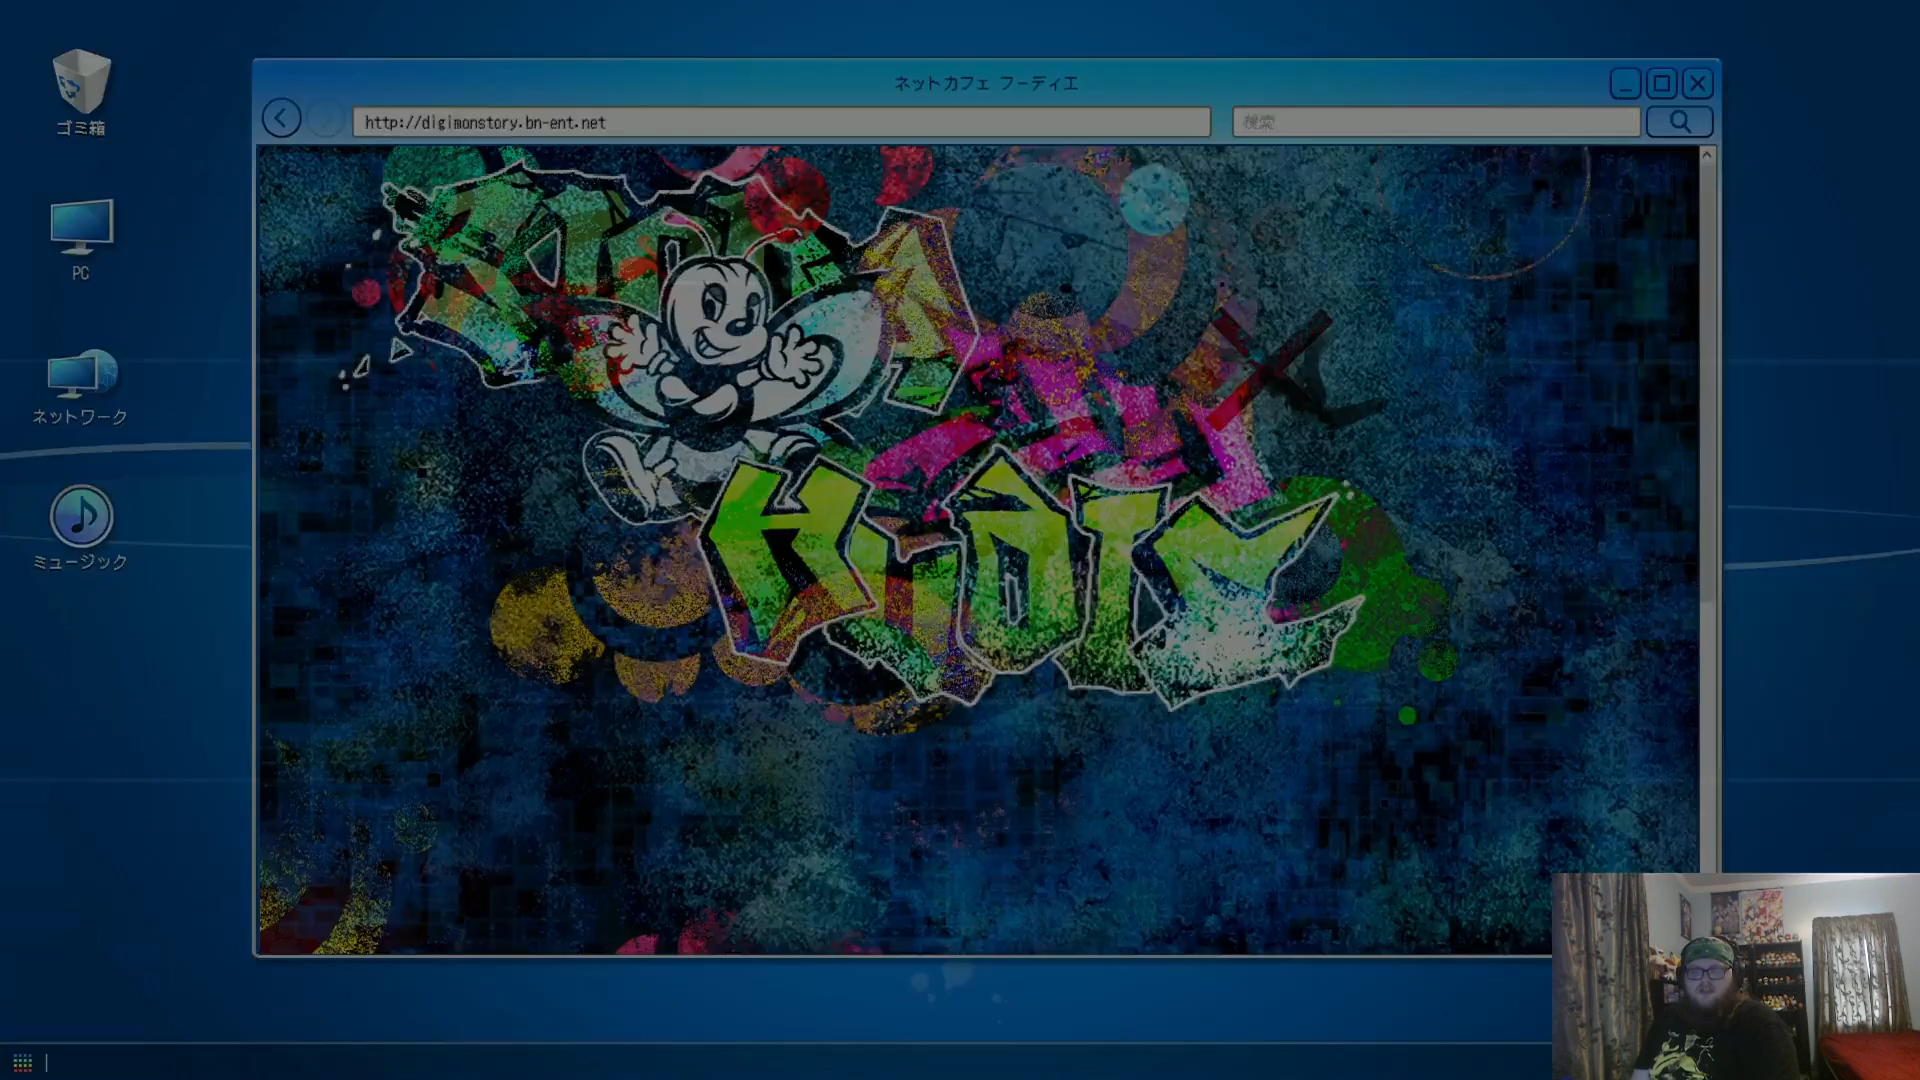 ネットカフェ フーディエ
http://digimonstory.bn-ent.net
検索
ゴミ箱
PC
ネットワーク
ミュージック